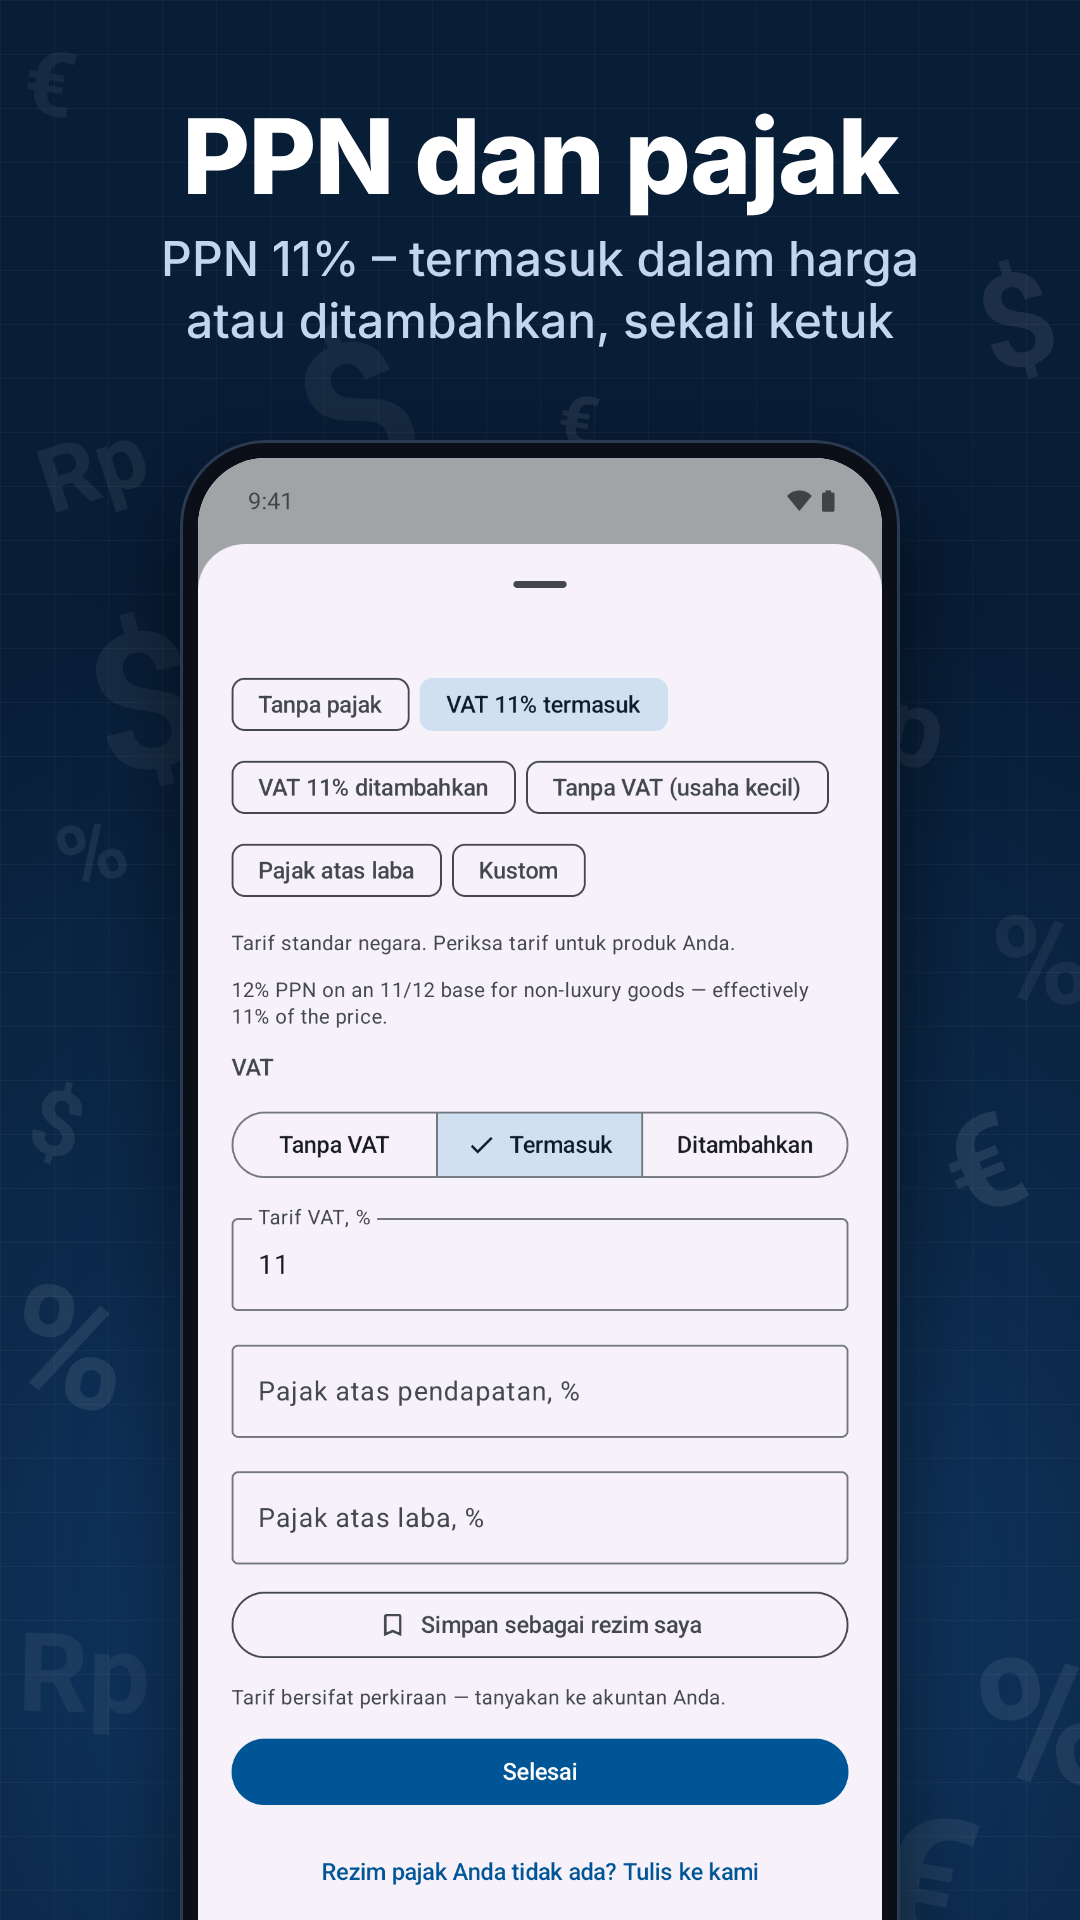 PPN dan pajak
PPN 11% – termasuk dalam harga
atau ditambahkan, sekali ketuk
€
$
$
€
Rp
9:41
$
p
Tanpa pajak
VAT 11% termasuk
VAT 11% ditambahkan
Tanpa VAT (usaha kecil)
%
Pajak atas laba
Kustom
Tarif standar negara. Periksa tarif untuk produk Anda.
%
12% PPN on an 11/12 base for non-luxury goods — effectively
11% of the price.
VAT
$
Tanpa VAT
Termasuk
Ditambahkan
€
Tarif VAT, %
11
%
Pajak atas pendapatan, %
Pajak atas laba, %
Simpan sebagai rezim saya
Rp
%
Tarif bersifat perkiraan — tanyakan ke akuntan Anda.
Selesai
€
Rezim pajak Anda tidak ada? Tulis ke kami